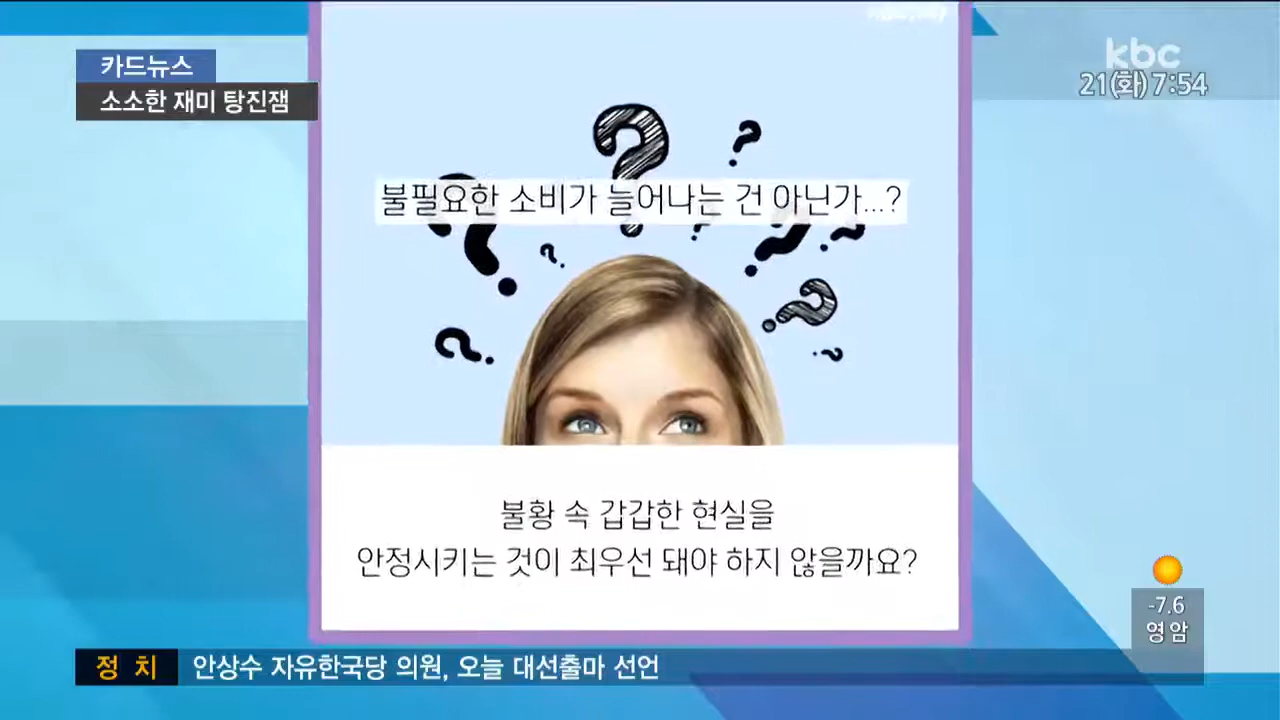 카드뉴스
소소한 재미 탕진잼
kbc
21(화) 7:54
불필요한 소비가 늘어나는 건 아닌가...?
불황 속 갑갑한 현실을
안정시키는 것이 최우선 돼야 하지 않을까요?
-7.6
영암
정 치
안상수 자유한국당 의원, 오늘 대선출마 선언